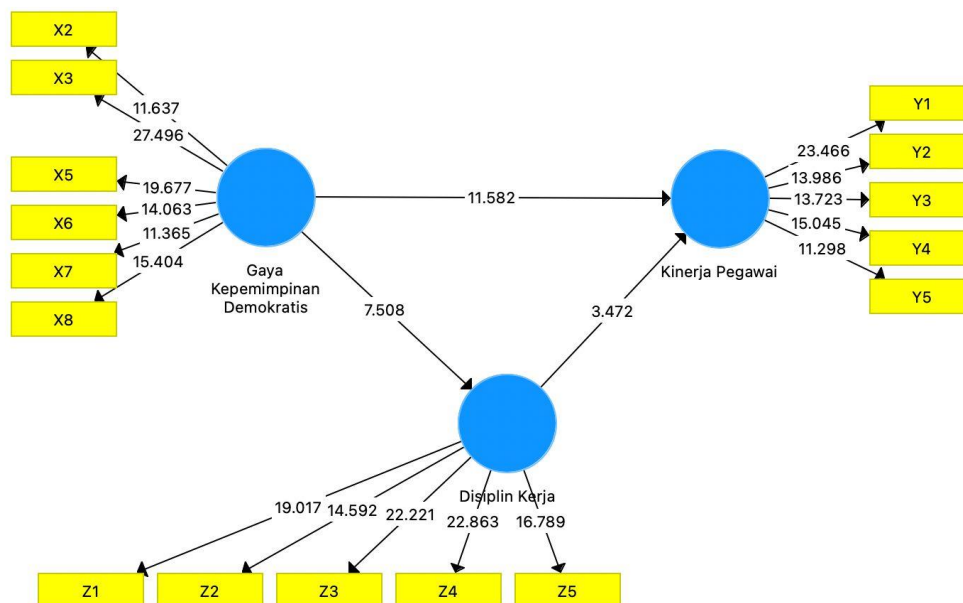 X2
X3
11.637
27.496
X5
19.677
X6
14.063
11.365
X7
15.404
X8
Gaya
Kepemimpinan
Demokratis
11.582
7.508
3.472
Kinerja Pegawai
Y1
23.466
Y2
13.986
13.723
Y3
15.045
Y4
11.298
Y5
Disiplin Kerja
19.017
14.592
22.221
22.863
16.789
Z1
Z2
Z3
Z4
Z5